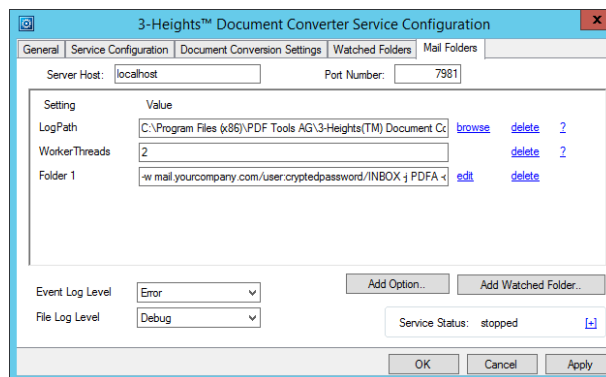 3-Heights™ Document Converter Service Configuration
x
General Service Configuration Document Conversion Settings Watched Folders Mail Folders
Server Host: localhost Port Number: 7981
Setting Value
LogPath C:\Program Files (x86)\PDF Tools AG\3-Heights(TM) Document Cc browse delete ?
WorkerThreads 2 delete ?
Folder 1 -w mail.yourcompany.com/user:cryptedpassword/INBOX -j PDFA -c edit delete
Add Option.. Add Watched Folder..
Event Log Level Error
File Log Level Debug
Service Status: stopped [+]
OK Cancel Apply